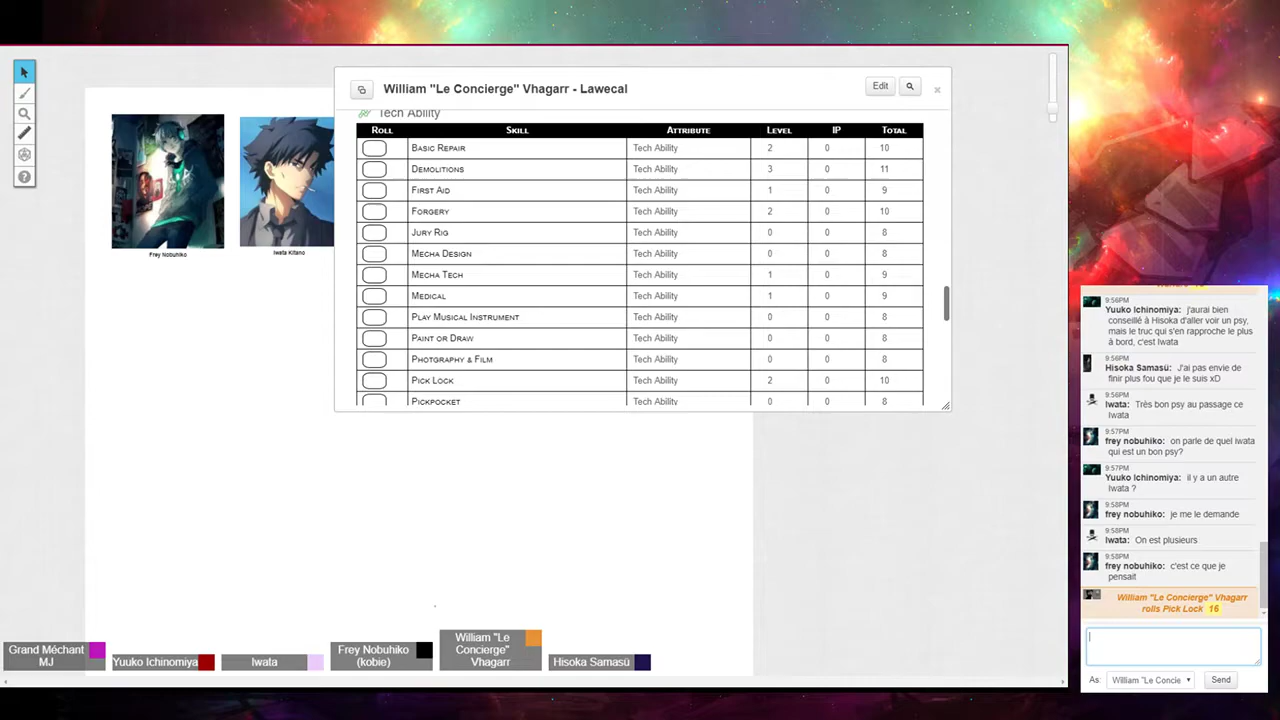 William "Le Concierge" Vhagarr - Lawecal
Edit
×
Tech Ability
Roll Skill Attribute Level IP Total
Basic Repair Tech Ability 2 0 10
Demolitions Tech Ability 3 0 11
First Aid Tech Ability 1 0 9
Forgery Tech Ability 2 0 10
Jury Rig Tech Ability 0 0 8
Mecha Design Tech Ability 0 0 8
Mecha Tech Tech Ability 1 0 9
Medical Tech Ability 1 0 9
Play Musical Instrument Tech Ability 0 0 8
Paint or Draw Tech Ability 0 0 8
Photgraphy & Film Tech Ability 0 0 8
Pick Lock Tech Ability 2 0 10
Pickpocket Tech Ability 0 0 8
Frey Nobuhiko
Iwata Kitano
9:56PM
Yuuko Ichinomiya: j'aurai bien
conseillé à Hisoka d'aller voir un psy,
mais le truc qui s'en rapproche le plus
à bord, c'est Iwata
9:56PM
Hisoka Samasü: J'ai pas envie de
finir plus fou que je le suis xD
9:56PM
Iwata: Très bon psy au passage ce
Iwata
9:57PM
frey nobuhiko: on parle de quel iwata
qui est un bon psy?
9:57PM
Yuuko Ichinomiya: il y a un autre
Iwata ?
9:58PM
frey nobuhiko: je me le demande
9:58PM
Iwata: On est plusieurs
9:58PM
frey nobuhiko: c'est ce que je
pensait
William "Le Concierge" Vhagarr
rolls Pick Lock 16
As: William "Le Concie
Send
Grand Méchant
MJ
Yuuko Ichinomiya
Iwata
Frey Nobuhiko
(kobie)
William "Le
Concierge"
Vhagarr
Hisoka Samasü